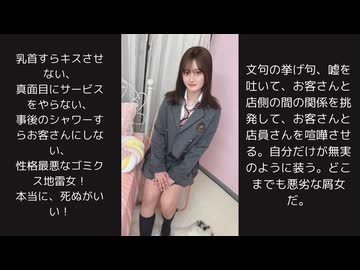 乳首すらキスさせ
ない、
真面目にサービス
をやらない、
事後のシャワーす
らお客さんにしな
い、
性格最悪なゴミク
ズ地雷女！
本当に、死ぬがい
い！
文句の挙げ句、嘘を
吐いて、お客さんと
店側の間の関係を挑
発して、お客さんと
店員さんを喧嘩させ
る。自分だけが無実
のように装う。どこ
までも悪劣な屑女
だ。